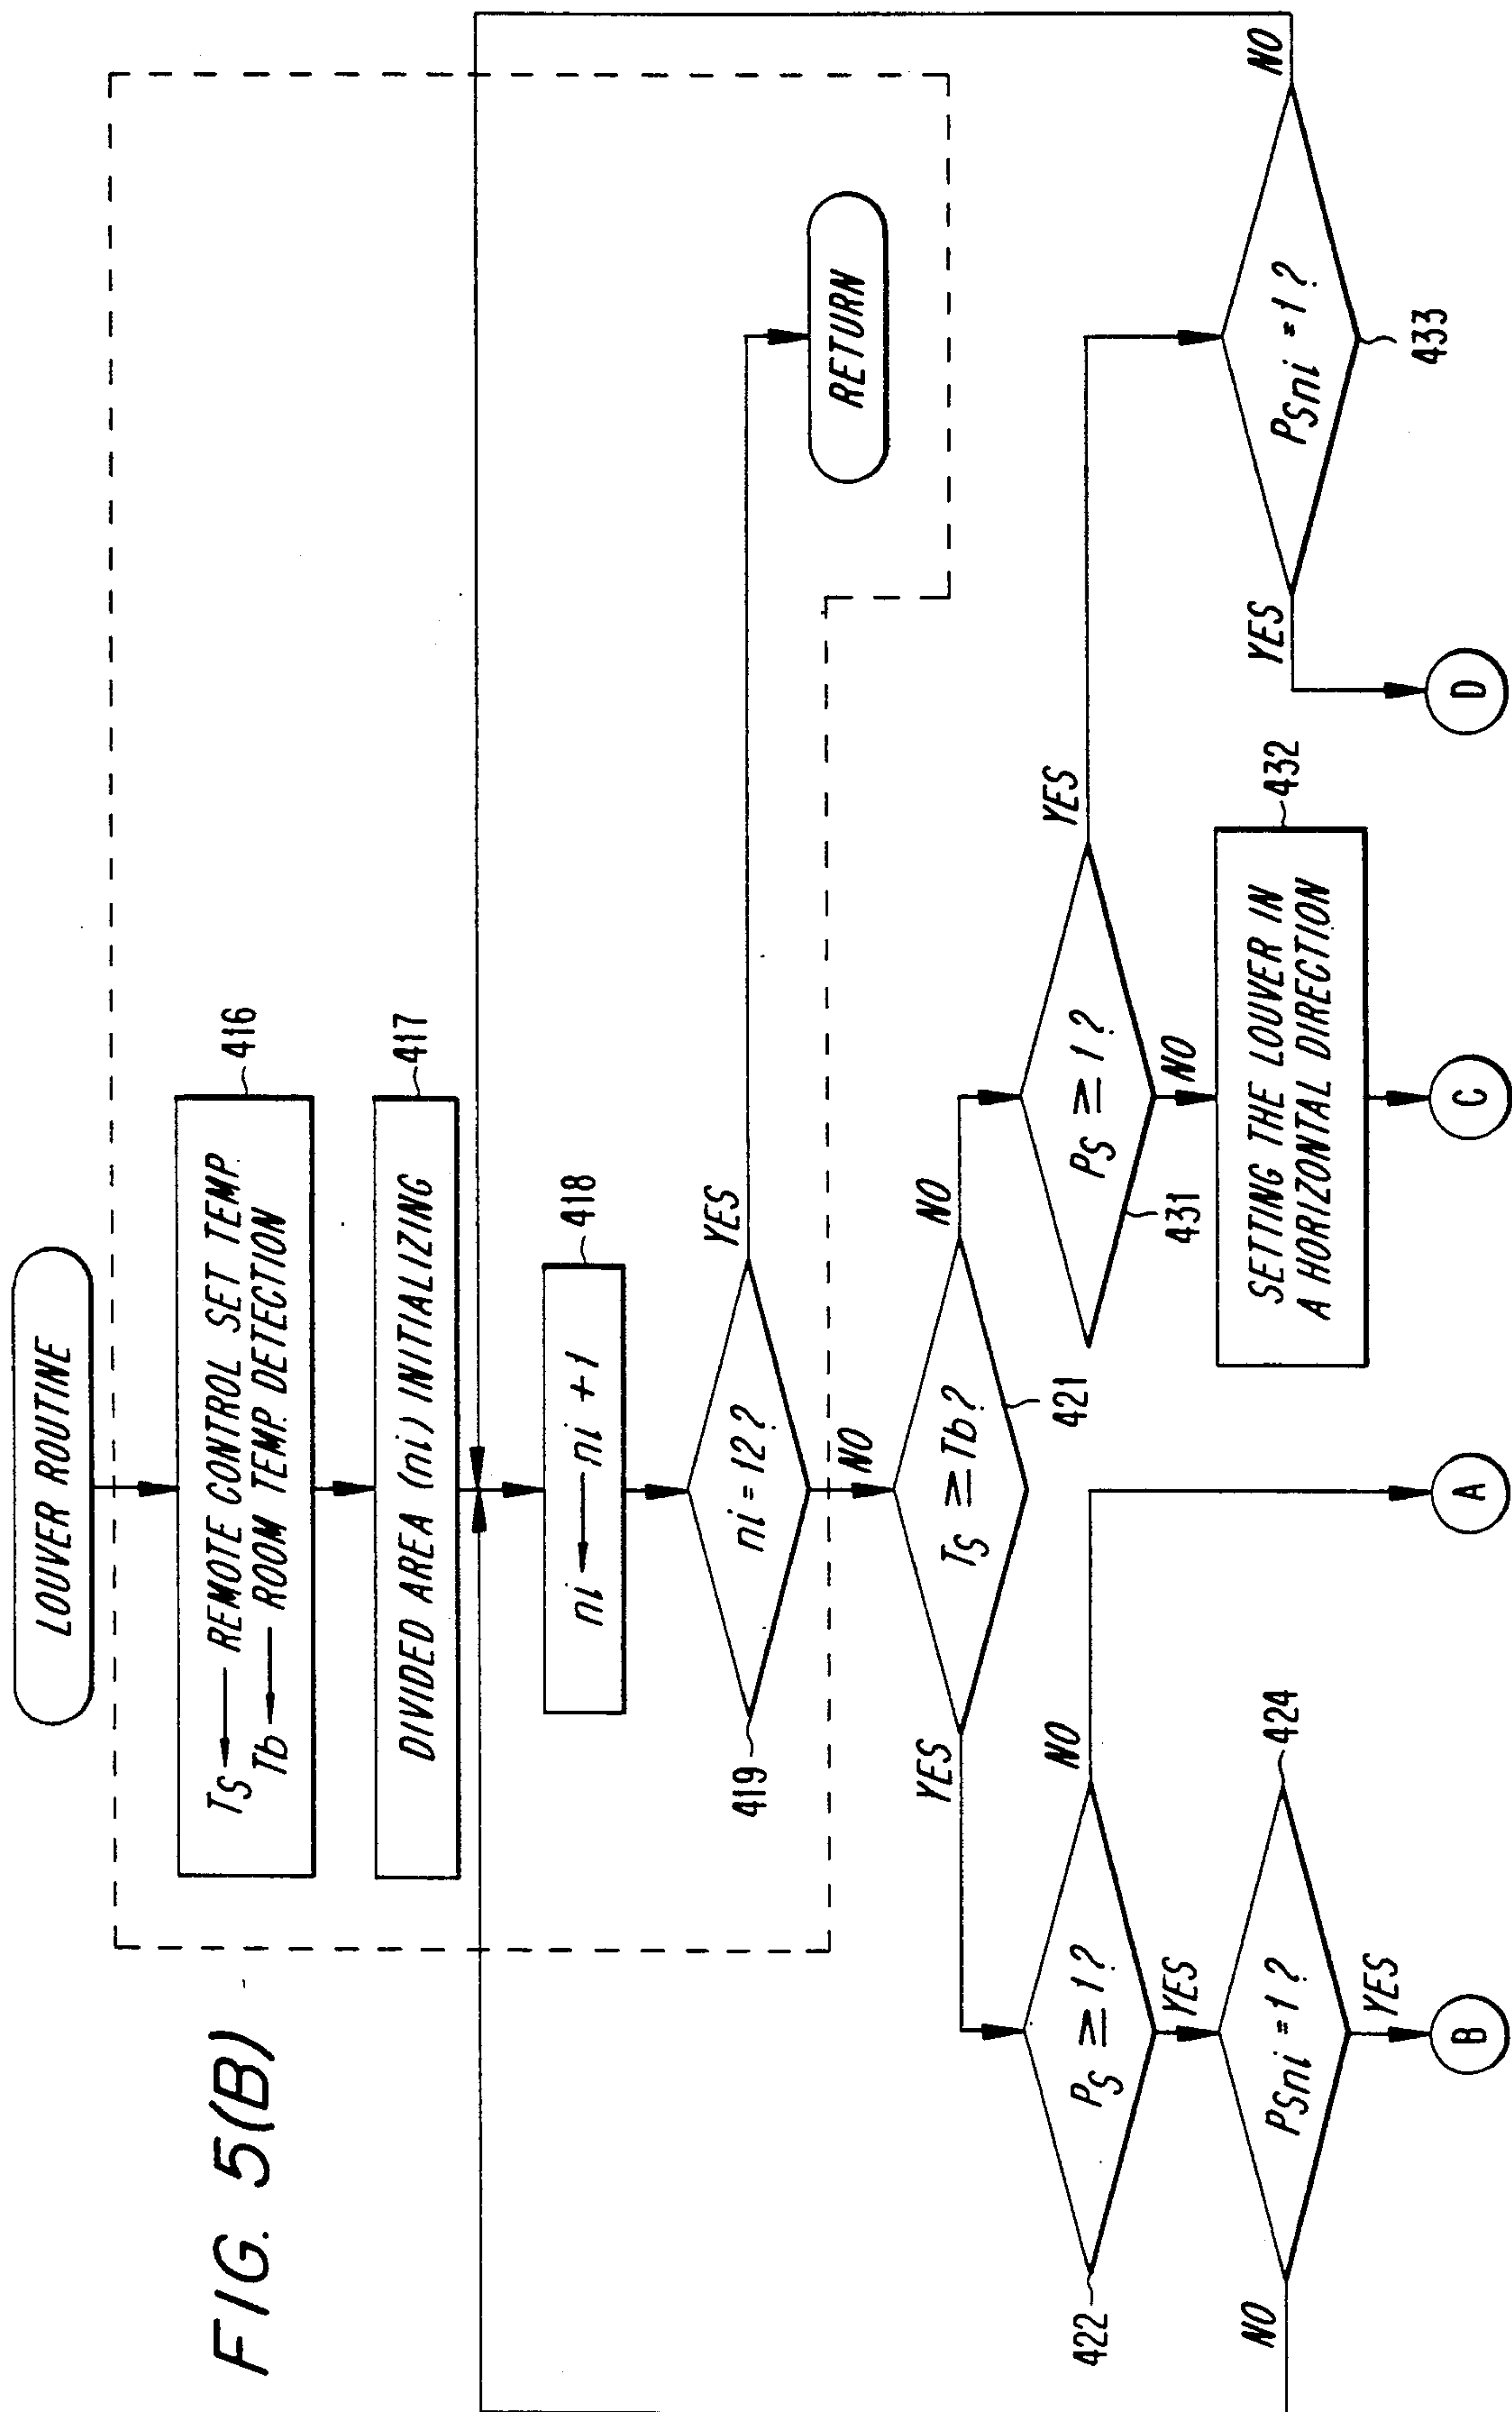 FIG. 5(B)
LOUVER ROUTINE
TS ← REMOTE CONTROL SET TEMP.
Tb ← ROOM TEMP. DETECTION
416
DIVIDED AREA (ni) INITIALIZING
417
ni ← ni + 1
418
ni = 12 ?
419
YES
NO
RETURN
TS ≥ Tb?
421
YES
NO
PS ≥ 1 ?
422
NO
YES
PS ≥ 1 ?
431
YES
NO
PSni = 1 ?
424
NO
YES
SETTING THE LOUVER IN
A HORIZONTAL DIRECTION
432
PSni = 1 ?
433
YES
NO
B
A
C
D